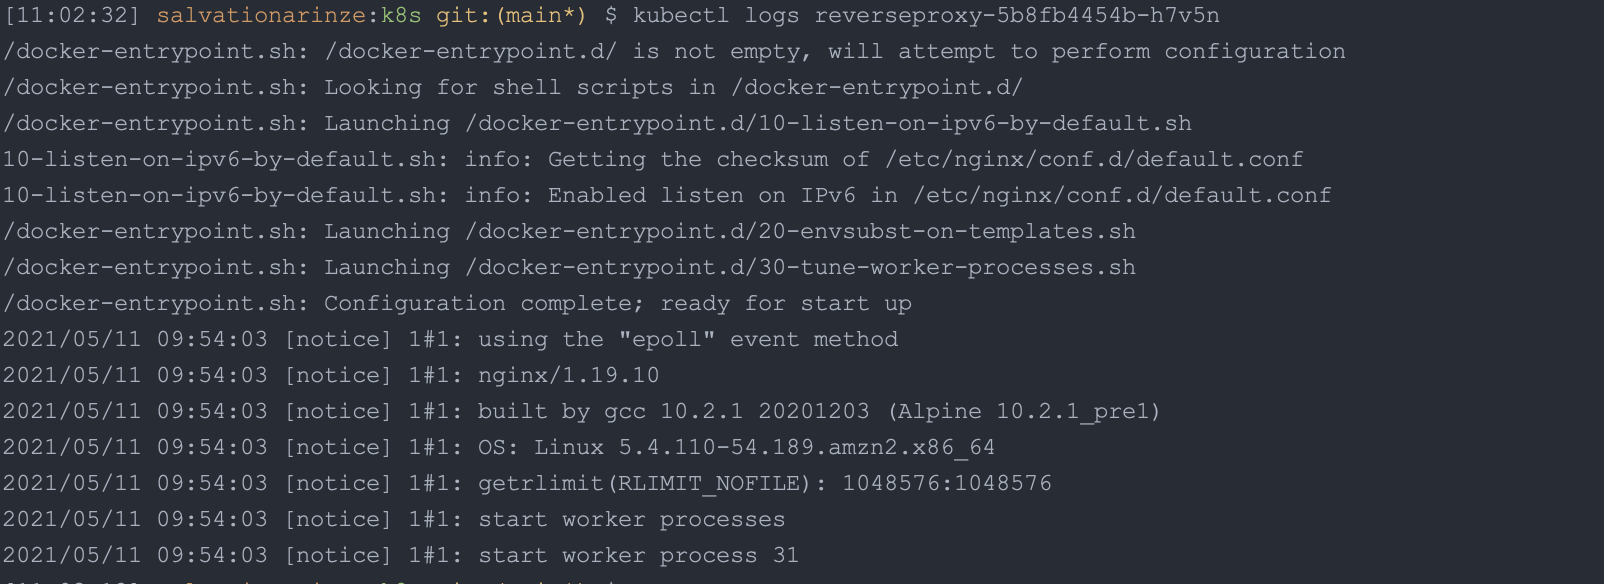 [11:02:32] salvationarinze:k8s git:(main*) $ kubectl logs reverseproxy-5b8fb4454b-h7v5n
/docker-entrypoint.sh: /docker-entrypoint.d/ is not empty, will attempt to perform configuration
/docker-entrypoint.sh: Looking for shell scripts in /docker-entrypoint.d/
/docker-entrypoint.sh: Launching /docker-entrypoint.d/10-listen-on-ipv6-by-default.sh
10-listen-on-ipv6-by-default.sh: info: Getting the checksum of /etc/nginx/conf.d/default.conf
10-listen-on-ipv6-by-default.sh: info: Enabled listen on IPv6 in /etc/nginx/conf.d/default.conf
/docker-entrypoint.sh: Launching /docker-entrypoint.d/20-envsubst-on-templates.sh
/docker-entrypoint.sh: Launching /docker-entrypoint.d/30-tune-worker-processes.sh
/docker-entrypoint.sh: Configuration complete; ready for start up
2021/05/11 09:54:03 [notice] 1#1: using the "epoll" event method
2021/05/11 09:54:03 [notice] 1#1: nginx/1.19.10
2021/05/11 09:54:03 [notice] 1#1: built by gcc 10.2.1 20201203 (Alpine 10.2.1_pre1)
2021/05/11 09:54:03 [notice] 1#1: OS: Linux 5.4.110-54.189.amzn2.x86_64
2021/05/11 09:54:03 [notice] 1#1: getrlimit(RLIMIT_NOFILE): 1048576:1048576
2021/05/11 09:54:03 [notice] 1#1: start worker processes
2021/05/11 09:54:03 [notice] 1#1: start worker process 31